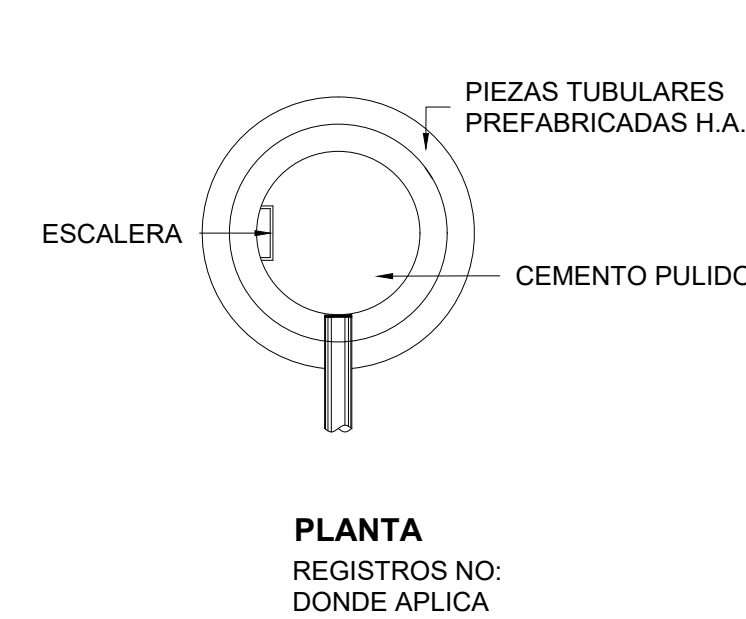 PIEZAS TUBULARES
PREFABRICADAS H.A.
ESCALERA
CEMENTO PULIDO
PLANTA
REGISTROS NO:
DONDE APLICA